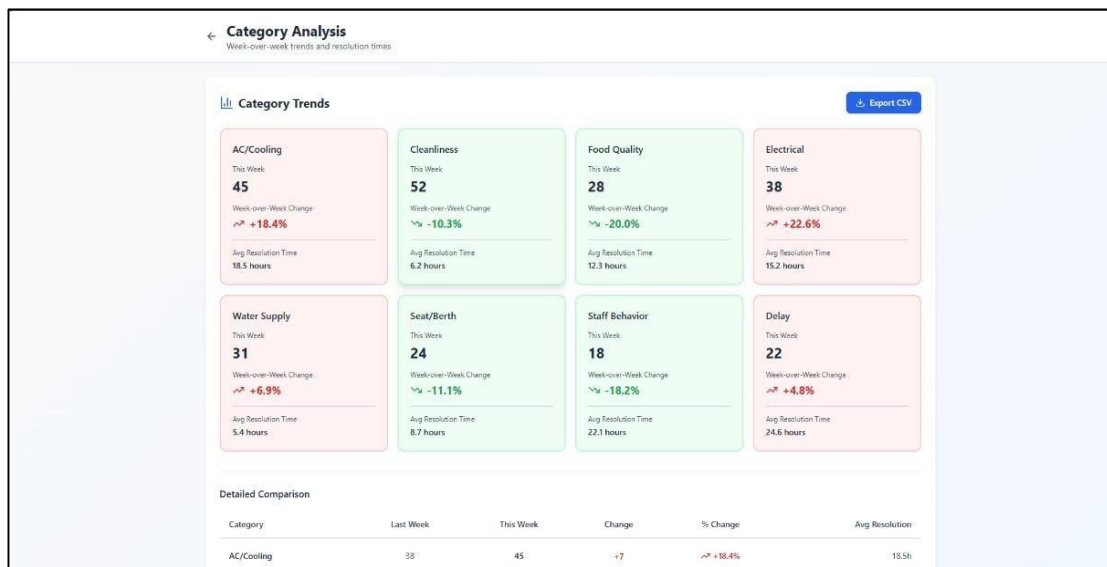 Category Analysis
Week-over-week trends and resolution times
Category Trends
Export CSV
AC/Cooling
This Week
45
Week-over-Week Change
+18.4%
Avg Resolution Time
18.5 hours
Cleanliness
This Week
52
Week-over-Week Change
-10.3%
Avg Resolution Time
6.2 hours
Food Quality
This Week
28
Week-over-Week Change
-20.0%
Avg Resolution Time
12.3 hours
Electrical
This Week
38
Week-over-Week Change
+22.6%
Avg Resolution Time
15.2 hours
Water Supply
This Week
31
Week-over-Week Change
+6.9%
Avg Resolution Time
5.4 hours
Seat/Berth
This Week
24
Week-over-Week Change
-11.1%
Avg Resolution Time
8.7 hours
Staff Behavior
This Week
18
Week-over-Week Change
-18.2%
Avg Resolution Time
22.1 hours
Delay
This Week
22
Week-over-Week Change
+4.8%
Avg Resolution Time
24.6 hours
Detailed Comparison
Category Last Week This Week Change % Change Avg Resolution
AC/Cooling 38 45 +7 +18.4% 18.5h